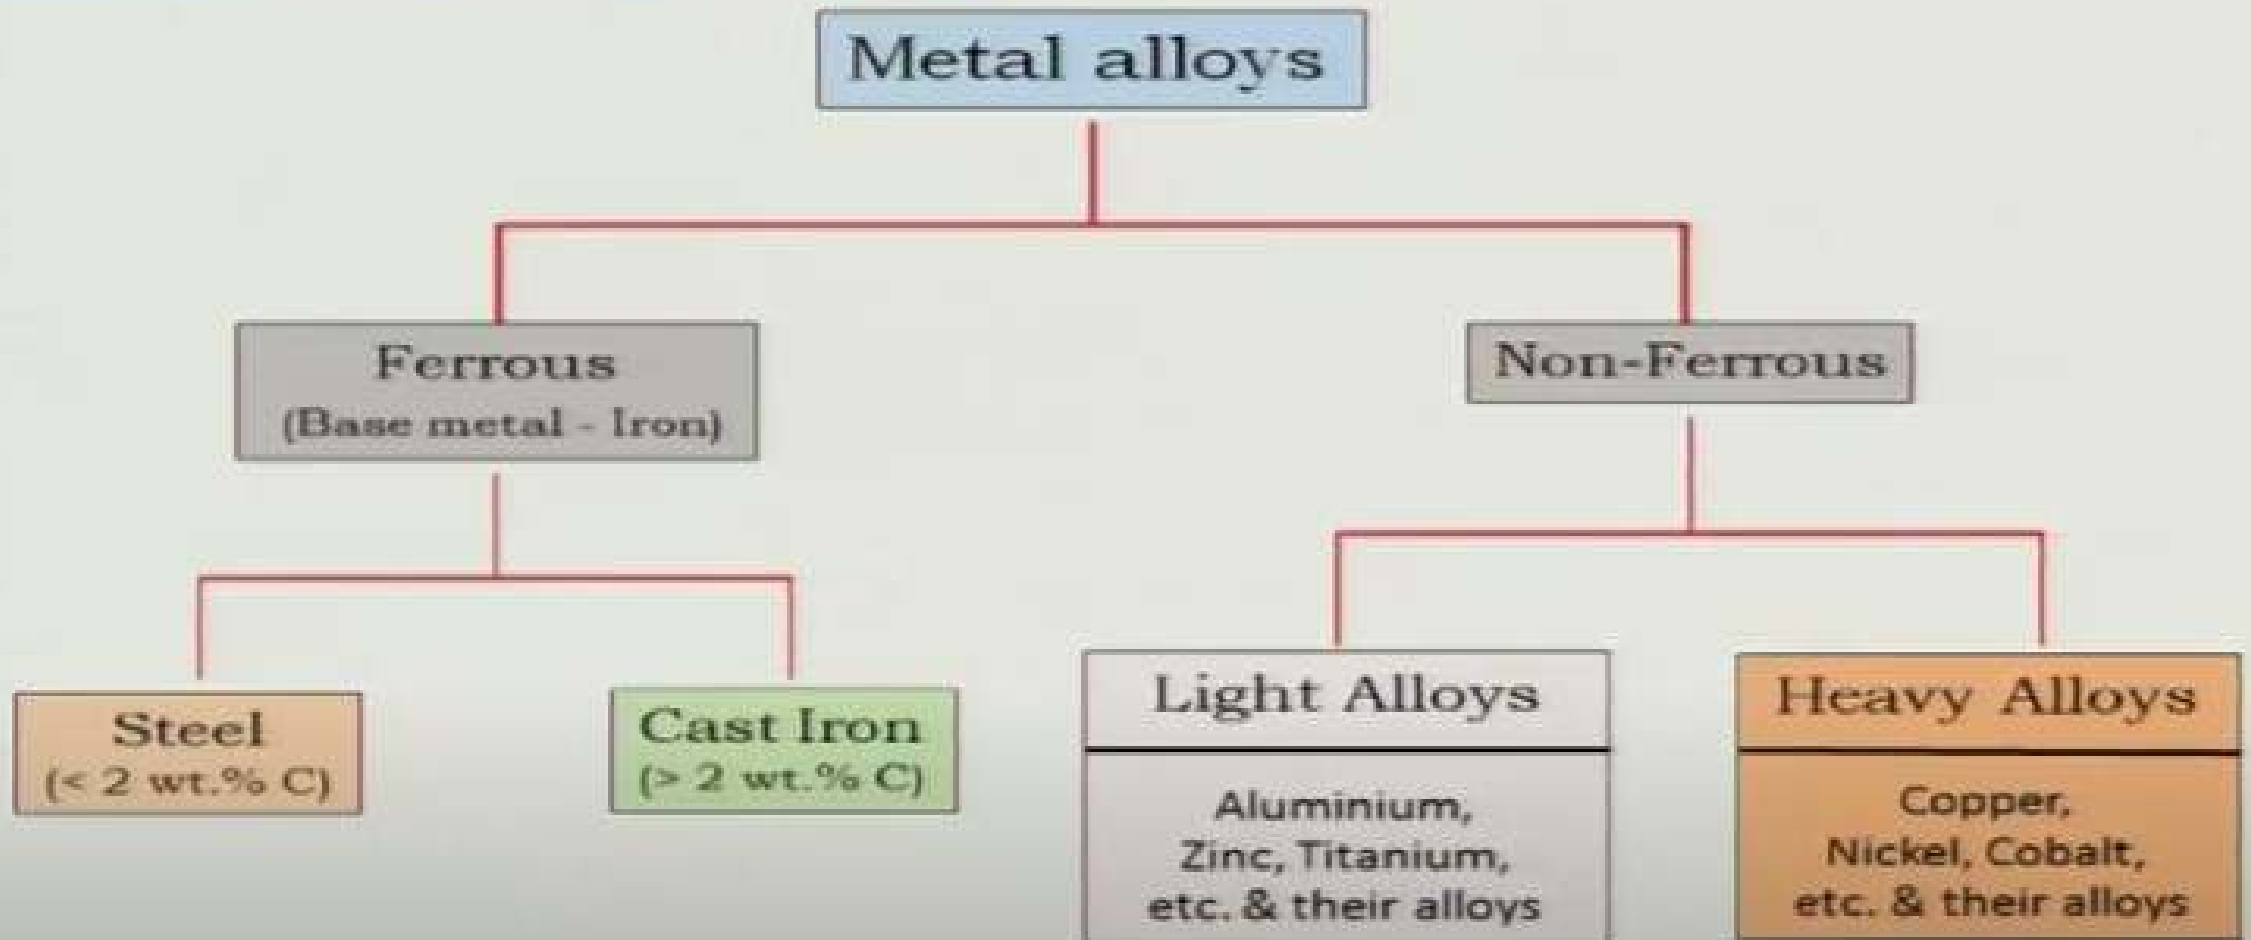 Metal alloys
Ferrous
(Base metal - Iron)
Non-Ferrous
Steel
(< 2 wt.% C)
Cast Iron
(> 2 wt.% C)
Light Alloys
Aluminium,
Zinc, Titanium,
etc. & their alloys
Heavy Alloys
Copper,
Nickel, Cobalt,
etc. & their alloys